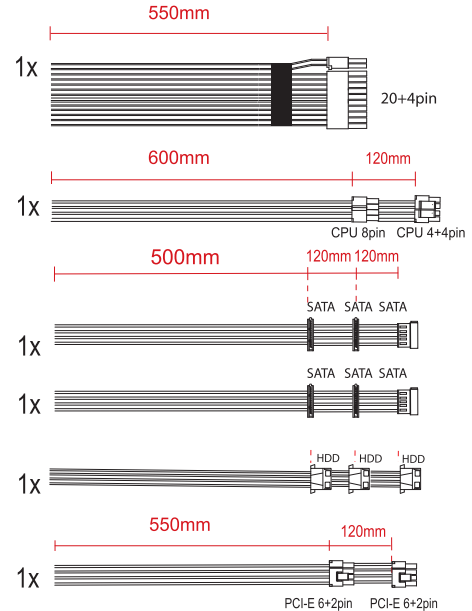 550mm
1x
20+4pin
600mm 120mm
1x
CPU 8pin CPU 4+4pin
500mm 120mm 120mm
SATA SATA SATA
1x
SATA SATA SATA
1x
HDD HDD HDD
1x
550mm 120mm
1x
PCI-E 6+2pin PCI-E 6+2pin